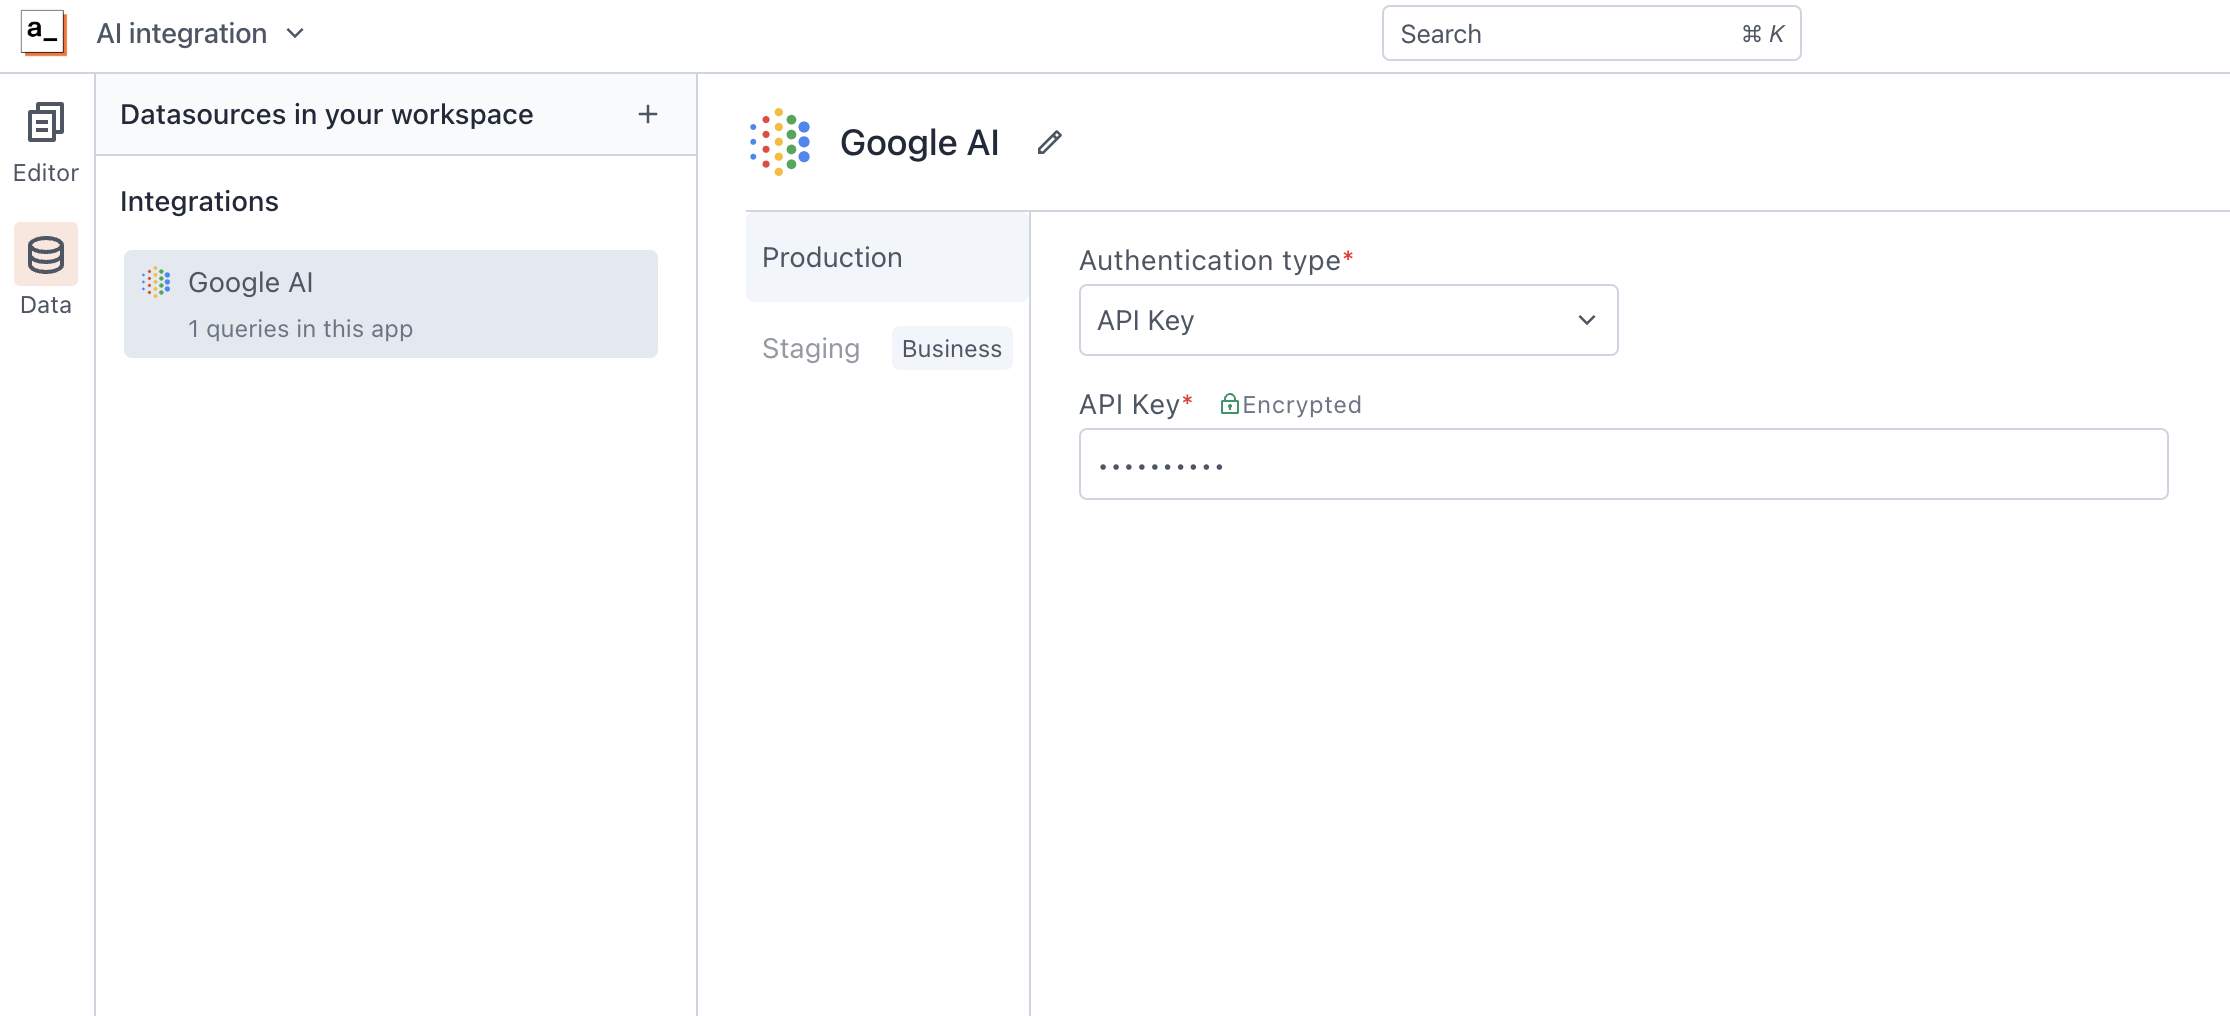 a_
AI integration
Search ⌘ K
Editor
Data
Datasources in your workspace +
Integrations
Google AI
1 queries in this app
Google AI
Production
Staging Business
Authentication type*
API Key
API Key* Encrypted
••••••••••